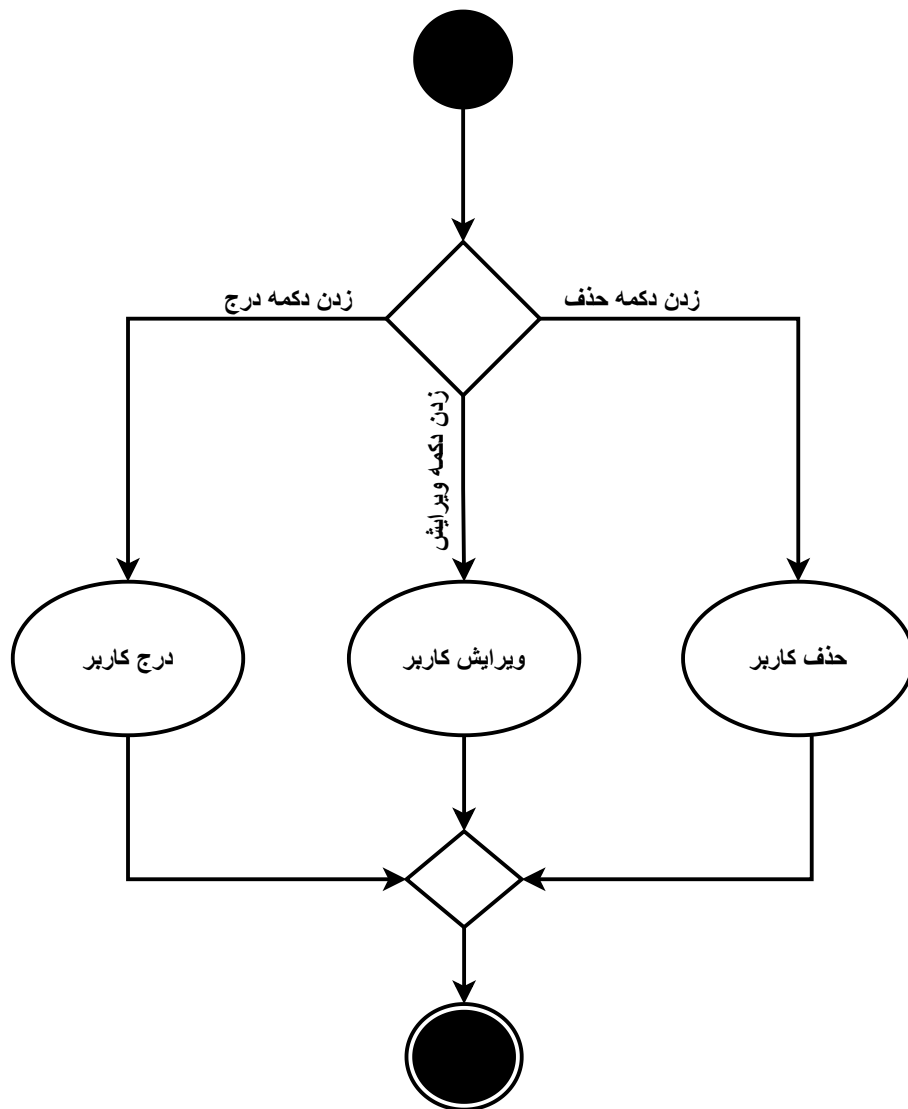 زدن دکمه حذف
زدن دکمه درج
زدن دکمه ویرایش
حذف کاربر
ویرایش کاربر
درج کاربر